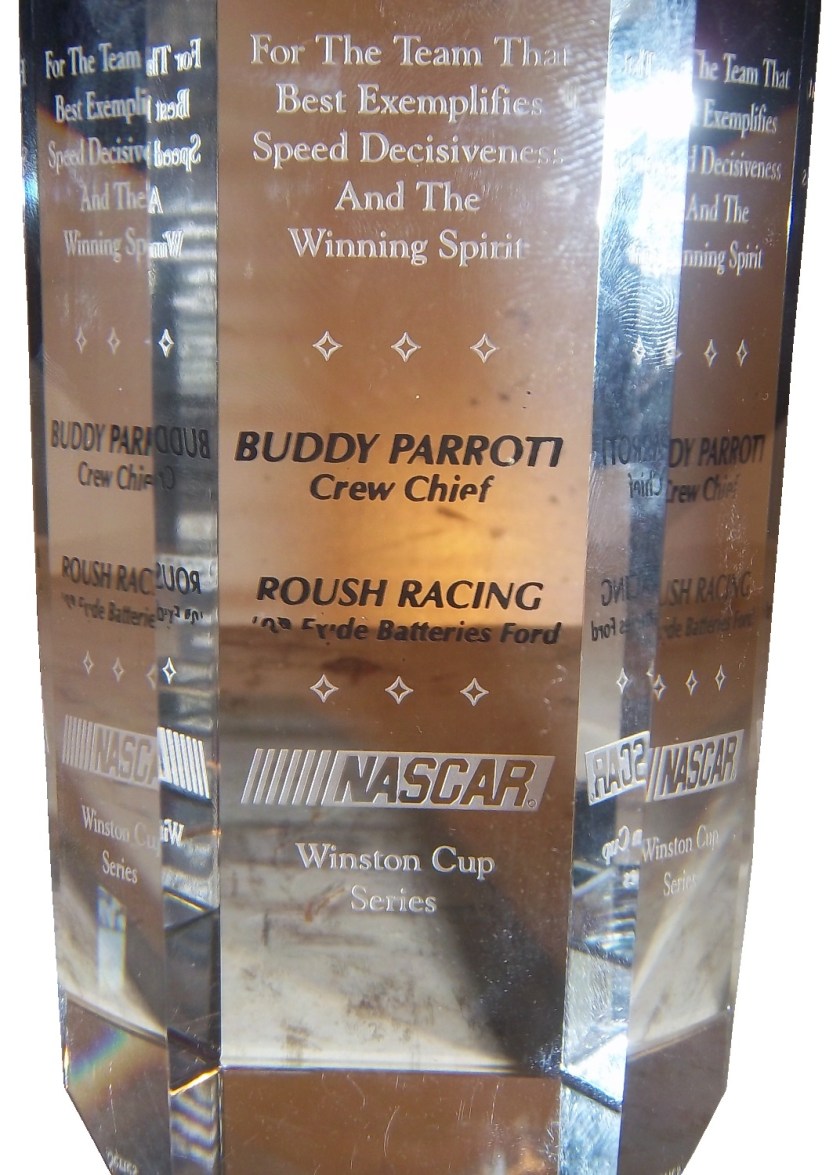 For The Team That
Best Exemplifies
Speed Decisiveness
And The
Winning Spirit
BUDDY PARROTT
Crew Chief
ROUSH RACING
Batteries Ford
NASCAR®
Winston Cup
Series